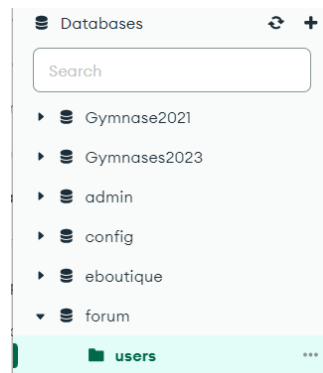 Databases
Search
Gymnase2021
Gymnases2023
admin
config
eboutique
forum
users